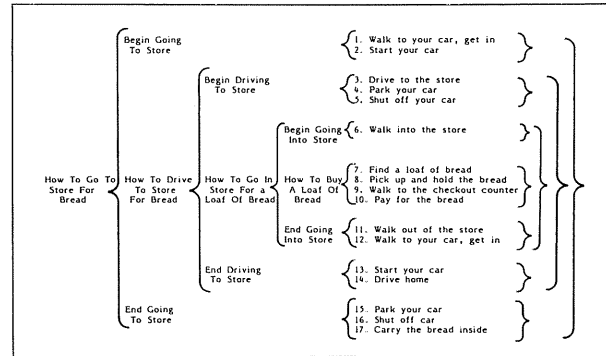 Begin Going
To Store
1. Walk to your car, get in
2. Start your car
Begin Driving
To Store
3. Drive to the store
4. Park your car
5. Shut off your car
Begin Going
Into Store
6. Walk into the store
How To Go To
Store For
Bread
How To Drive
To Store
For Bread
How To Go In
Store For a
Loaf Of Bread
How To Buy
A Loaf Of
Bread
7. Find a loaf of bread
8. Pick up and hold the bread
9. Walk to the checkout counter
10. Pay for the bread
End Going
Into Store
11. Walk out of the store
12. Walk to your car, get in
End Driving
To Store
13. Start your car
14. Drive home
End Going
To Store
15. Park your car
16. Shut off car
17. Carry the bread inside